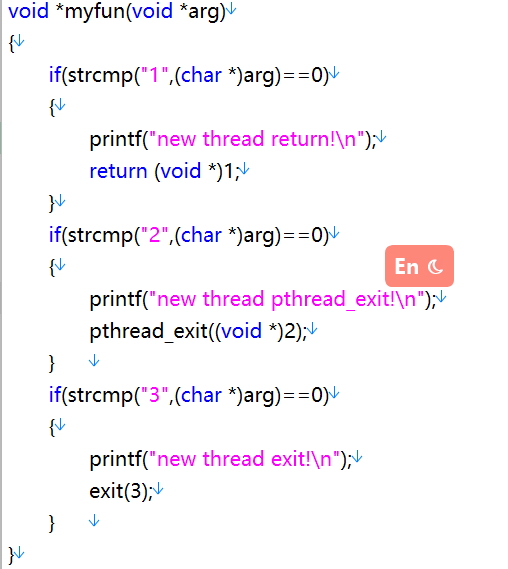 void *myfun(void *arg)↓
{↓
if(strcmp("1",(char *)arg)==0)↓
{↓
printf("new thread return!\n");↓
return (void *)1;↓
}↓
if(strcmp("2",(char *)arg)==0)↓
{↓
En
printf("new thread pthread_exit!\n");↓
pthread_exit((void *)2);↓
} ↓
if(strcmp("3",(char *)arg)==0)↓
{↓
printf("new thread exit!\n");↓
exit(3);↓
} ↓
}↓